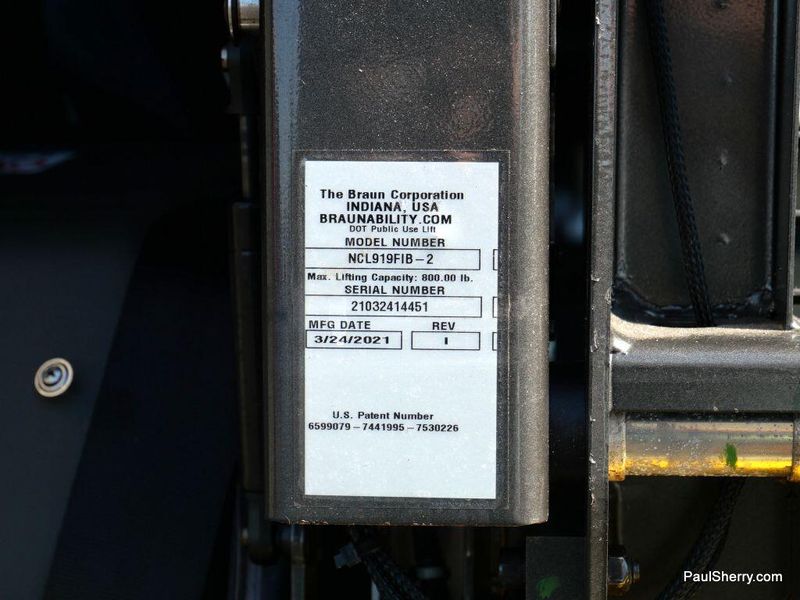 The Braun Corporation
INDIANA, USA
BRAUNABILITY.COM
DOT Public Use Lift
MODEL NUMBER
NCL919FIB-2
Max. Lifting Capacity: 800.00 lb.
SERIAL NUMBER
21032414451
MFG DATE REV
3/24/2021 I
U.S. Patent Number
6599079-7441995-7530226
PaulSherry.com